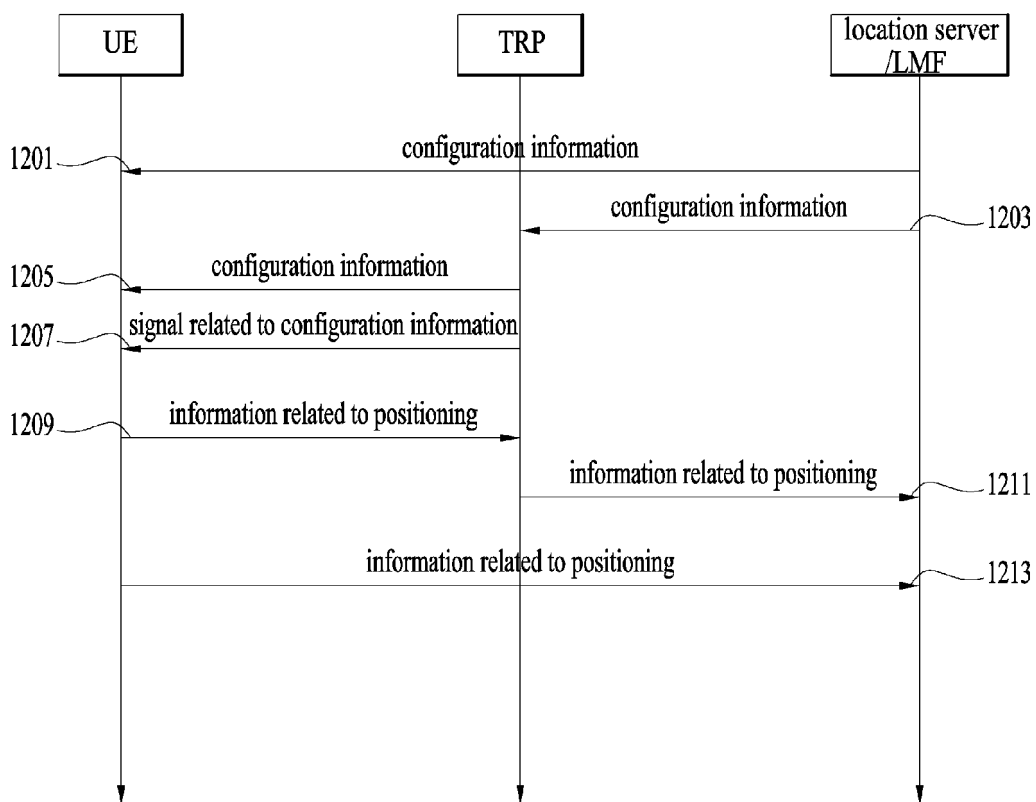 UE
TRP
location server
/LMF
1201
configuration information
configuration information
1203
1205
configuration information
1207
signal related to configuration information
1209
information related to positioning
information related to positioning
1211
information related to positioning
1213